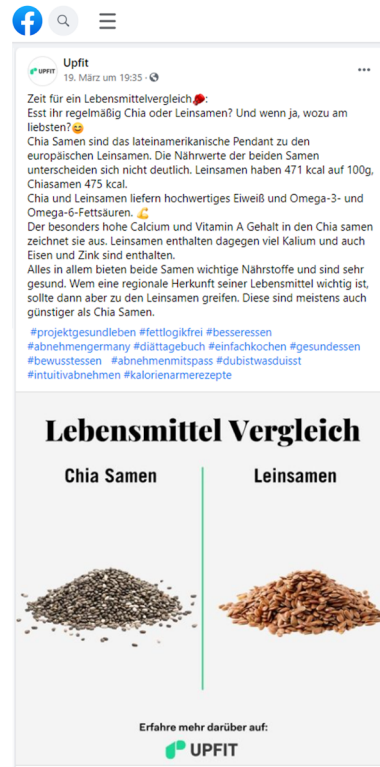 Upfit
UPFIT
19. März um 19:35 ·
Zeit für ein Lebensmittelvergleich🥊:
Esst ihr regelmäßig Chia oder Leinsamen? Und wenn ja, wozu am
liebsten?😊
Chia Samen sind das lateinamerikanische Pendant zu den
europäischen Leinsamen. Die Nährwerte der beiden Samen
unterscheiden sich nicht deutlich. Leinsamen haben 471 kcal auf 100g,
Chiasamen 475 kcal.
Chia und Leinsamen liefern hochwertiges Eiweiß und Omega-3- und
Omega-6-Fettsäuren. 💪
Der besonders hohe Calcium und Vitamin A Gehalt in den Chia samen
zeichnet sie aus. Leinsamen enthalten dagegen viel Kalium und auch
Eisen und Zink sind enthalten.
Alles in allem bieten beide Samen wichtige Nährstoffe und sind sehr
gesund. Wem eine regionale Herkunft seiner Lebensmittel wichtig ist,
sollte dann aber zu den Leinsamen greifen. Diese sind meistens auch
günstiger als Chia Samen.
#projektgesundleben #fettlogikfrei #besseressen
#abnehmengermany #diättagebuch #einfachkochen #gesundessen
#bewusstessen #abnehmenmitspass #dubistwasduisst
#intuitivabnehmen #kalorienarmerezepte
Lebensmittel Vergleich
Chia Samen
Leinsamen
Erfahre mehr darüber auf:
UPFIT